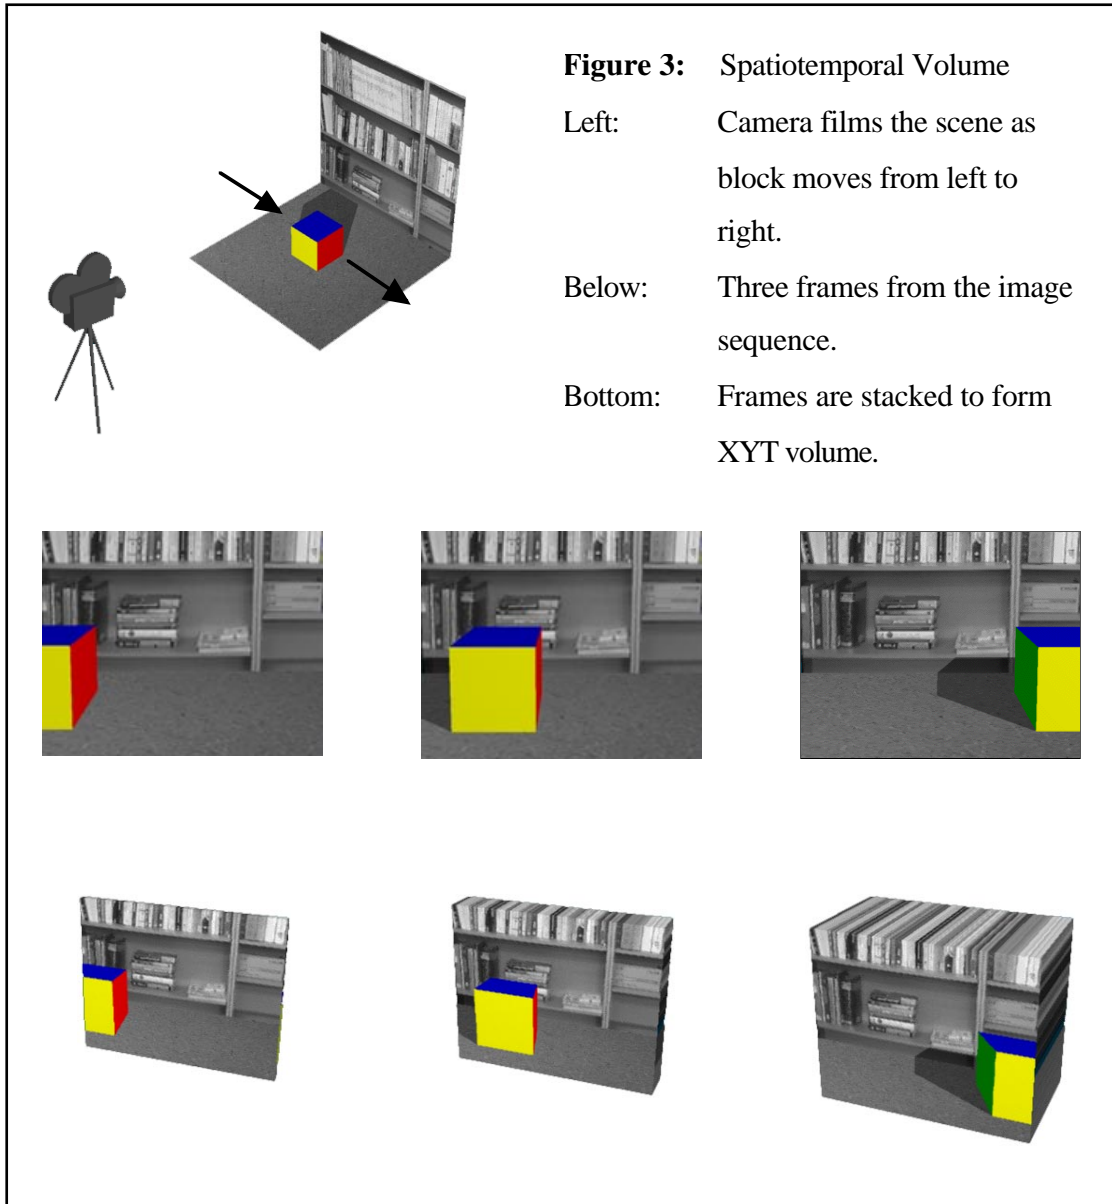 Figure 3: Spatiotemporal Volume
Left: Camera films the scene as
block moves from left to
right.
Below: Three frames from the image
sequence.
Bottom: Frames are stacked to form
XYT volume.